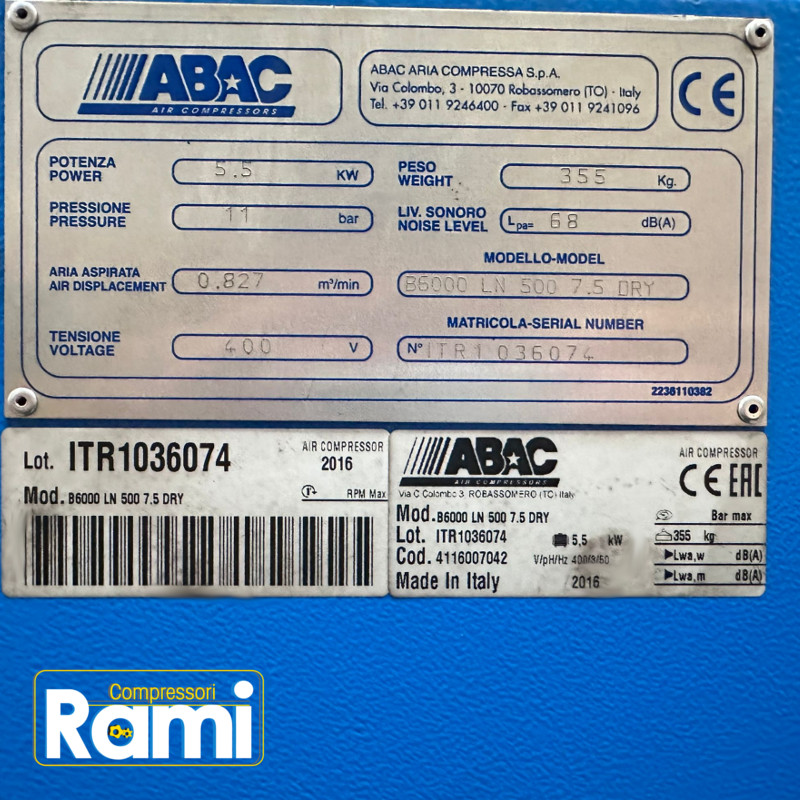 ABAC
AIR COMPRESSORS
ABAC ARIA COMPRESSA S.p.A.
Via Colombo, 3 - 10070 Robassomero (TO) - Italy
Tel. +39 011 9246400 - Fax +39 011 9241096
CE
POTENZA
POWER
5.5 KW
PRESSIONE
PRESSURE
11 bar
ARIA ASPIRATA
AIR DISPLACEMENT
0.827 m³/min
TENSIONE
VOLTAGE
400 V
PESO
WEIGHT
355 Kg.
LIV. SONORO
NOISE LEVEL
Lpa= 68 dB(A)
MODELLO-MODEL
B6000 LN 500 7.5 DRY
MATRICOLA-SERIAL NUMBER
N° ITR1036074
2236110382
Lot. ITR1036074
AIR COMPRESSOR
2016
Mod. B6000 LN 500 7.5 DRY
RPM Max
ABAC
AIR COMPRESSORS
Via C.Colombo 3, ROBASSOMERO (TO) Italy
AIR COMPRESSOR
CE EAC
Mod. B6000 LN 500 7.5 DRY
Lot. ITR1036074
5,5 kW
Cod. 4116007042
V/pH/Hz 400/3/50
Made In Italy
2016
Bar max
355 kg
Lwa,w dB(A)
Lwa,m dB(A)
Compressori
Rami